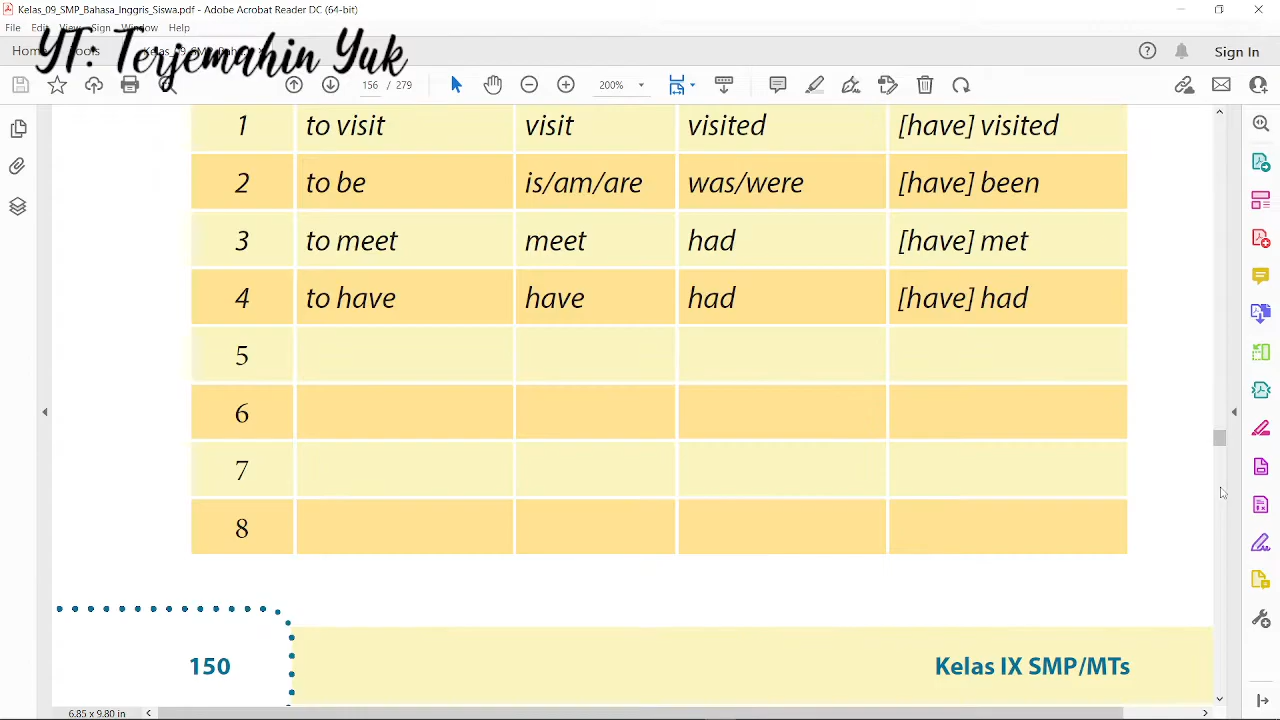 Kelas_09_SMP_Bahasa_Inggris_Siswa.pdf - Adobe Acrobat Reader DC (64-bit)
File Edit View Sign Window Help
YT: Terjemahin Yuk
Home Tools Sign In
156 / 279 200%
1 to visit visit visited [have] visited
2 to be is/am/are was/were [have] been
3 to meet meet had [have] met
4 to have have had [have] had
5
6
7
8
150 Kelas IX SMP/MTs
6.85 x 9.80 in